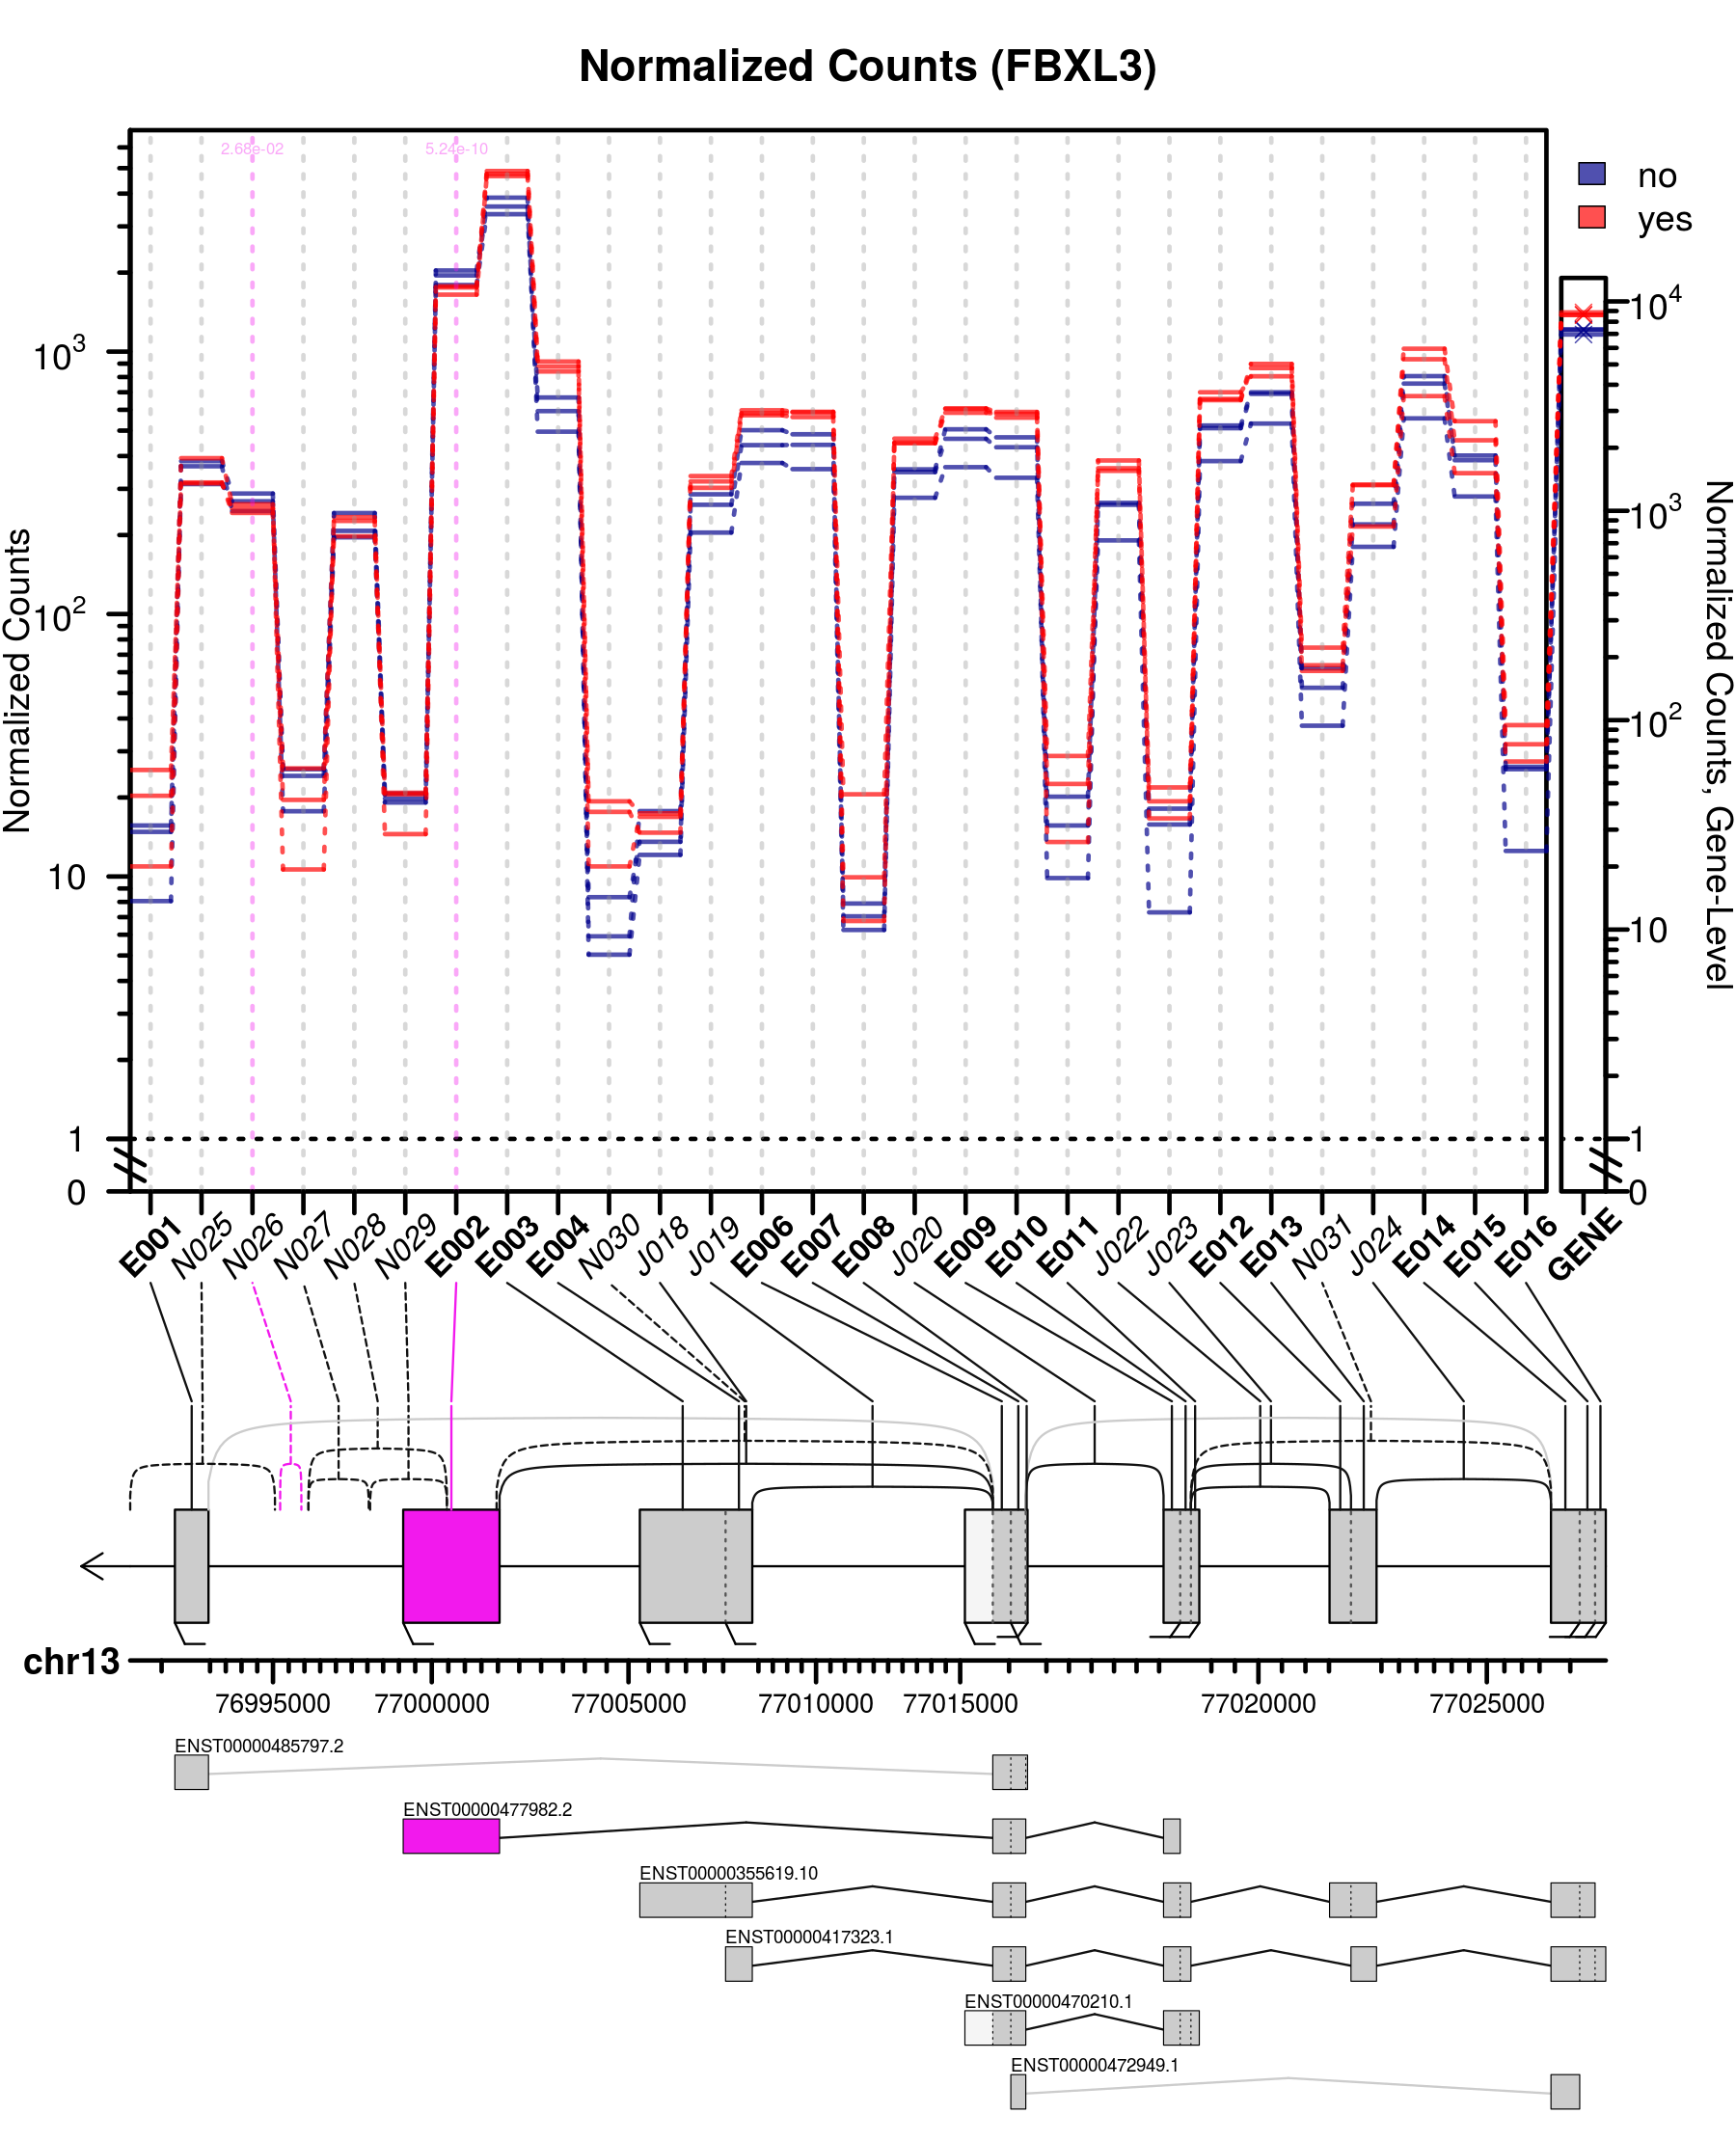 Normalized Counts (FBXL3)
2.68e-02 5.24e-10
no
yes
Normalized Counts
10^3
10^2
10
1
0
10^4
10^3
10^2
10
1
0
Normalized Counts, Gene-Level
E001 N025 N026 N027 N028 N029 E002 E003 E004 N030 J018 J019 E006 E007 E008 J020 E009 E010 E011 J022 J023 E012 E013 N031 J024 E014 E015 E016 GENE
chr13
76995000 77000000 77005000 77010000 77015000 77020000 77025000
ENST00000485797.2
ENST00000477982.2
ENST00000355619.10
ENST00000417323.1
ENST00000470210.1
ENST00000472949.1